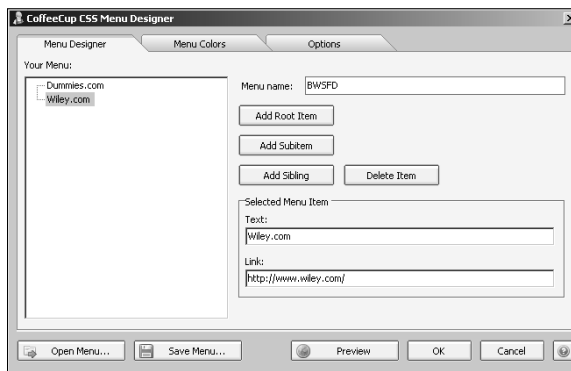 CoffeeCup CSS Menu Designer
Menu Designer
Menu Colors
Options
Your Menu:
Dummies.com
Wiley.com
Menu name: BWSFD
Add Root Item
Add Subitem
Add Sibling
Delete Item
Selected Menu Item
Text:
Wiley.com
Link:
http://www.wiley.com/
Open Menu...
Save Menu...
Preview
OK
Cancel